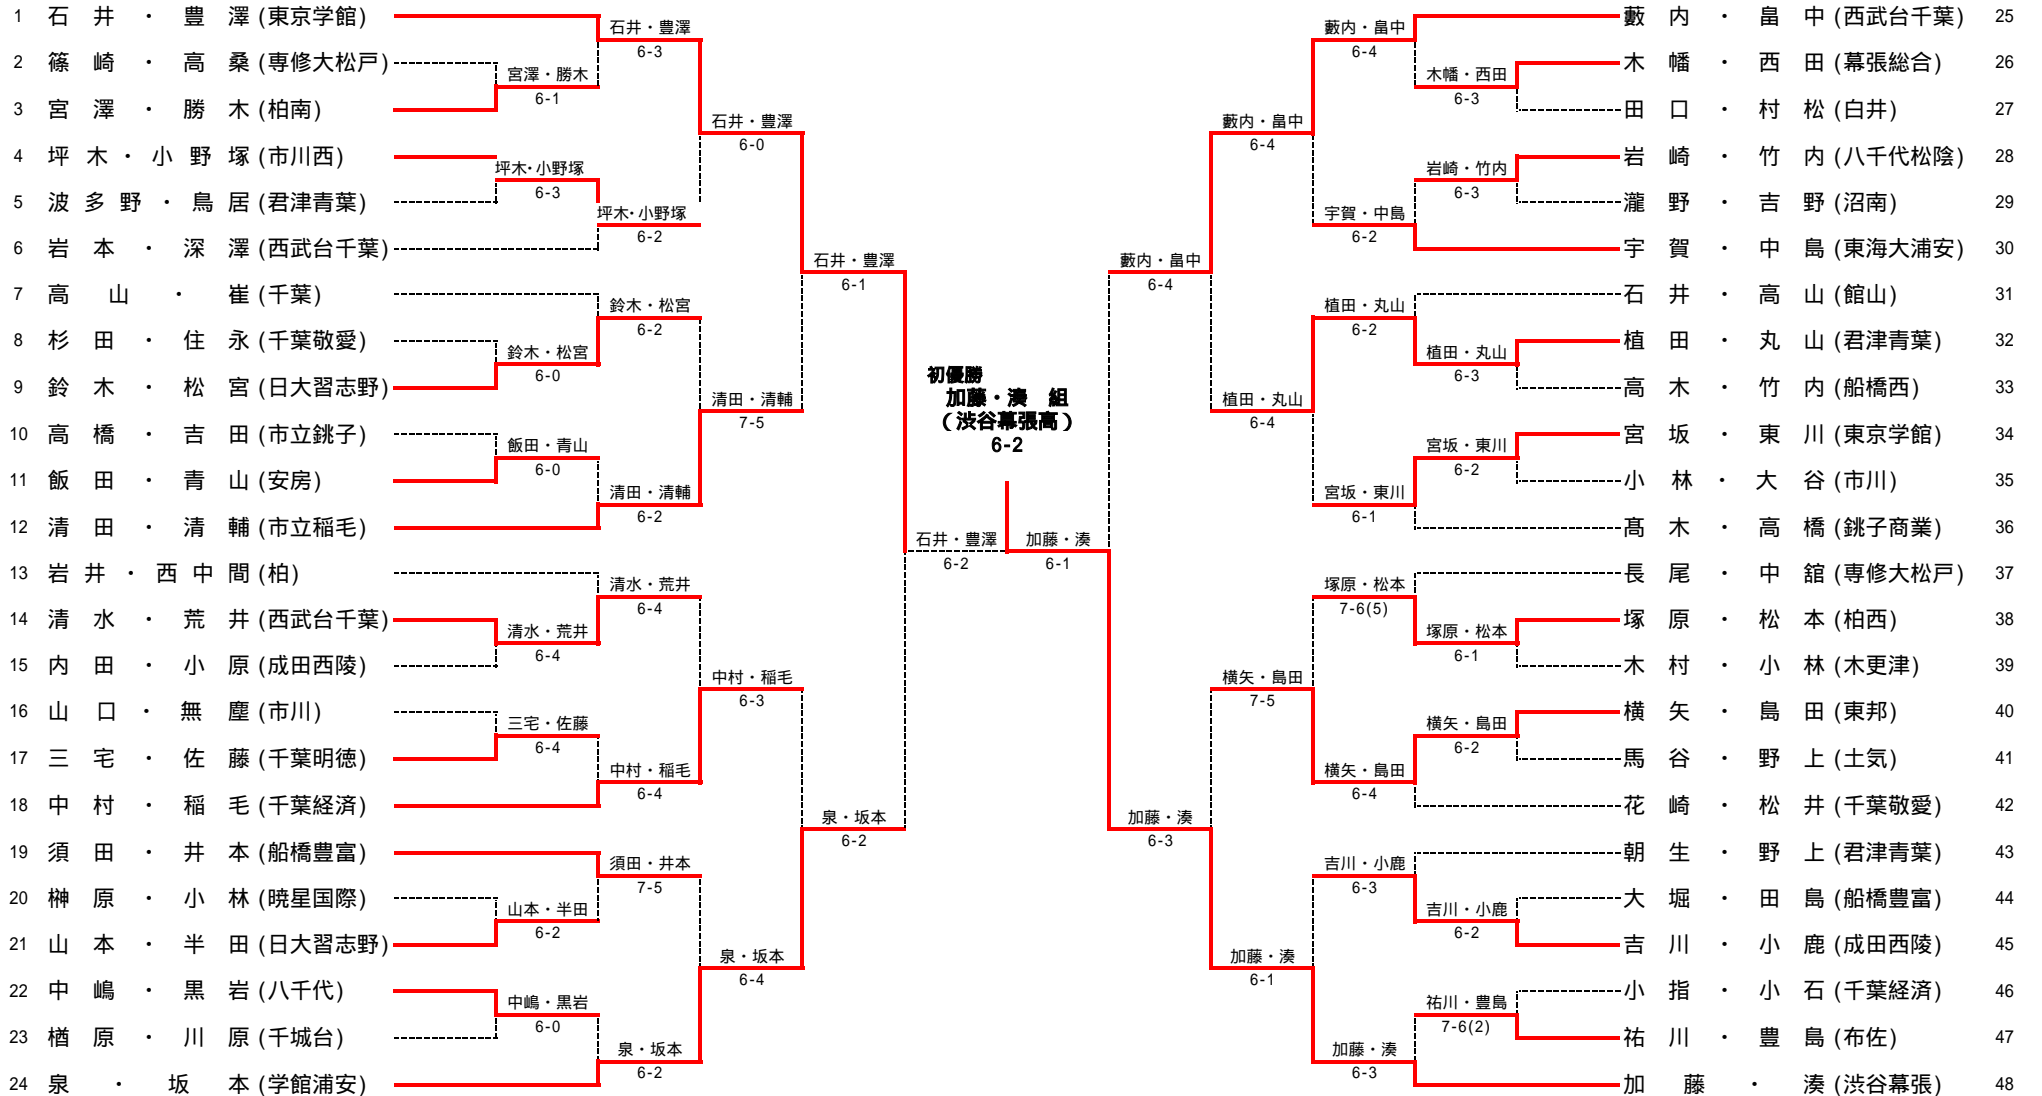 1 石井・豊澤(東京学館)
2 篠崎・高桑(専修大松戸)
3 宮澤・勝木(柏南)
4 坪木・小野塚(市川西)
5 波多野・鳥居(君津青葉)
6 岩本・深澤(西武台千葉)
7 高山・崔(千葉)
8 杉田・住永(千葉敬愛)
9 鈴木・松宮(日大習志野)
10 高橋・吉田(市立銚子)
11 飯田・青山(安房)
12 清田・清輔(市立稲毛)
13 岩井・西中間(柏)
14 清水・荒井(西武台千葉)
15 内田・小原(成田西陵)
16 山口・無塵(市川)
17 三宅・佐藤(千葉明徳)
18 中村・稲毛(千葉経済)
19 須田・井本(船橋豊富)
20 榊原・小林(暁星国際)
21 山本・半田(日大習志野)
22 中嶋・黒岩(八千代)
23 楢原・川原(千城台)
24 泉・坂本(学館浦安)
宮澤・勝木
6-1
坪木・小野塚
6-3
鈴木・松宮
6-0
飯田・青山
6-0
清水・荒井
6-4
三宅・佐藤
6-4
山本・半田
6-2
中嶋・黒岩
6-0
石井・豊澤
6-3
坪木・小野塚
6-2
鈴木・松宮
6-2
清田・清輔
6-2
清水・荒井
6-4
中村・稲毛
6-4
須田・井本
7-5
泉・坂本
6-2
石井・豊澤
6-0
清田・清輔
7-5
中村・稲毛
6-3
泉・坂本
6-4
石井・豊澤
6-1
泉・坂本
6-2
石井・豊澤
6-2
初優勝
加藤・湊 組
(渋谷幕張高)
6-2
加藤・湊
6-1
藪内・畠中
6-4
加藤・湊
6-3
藪内・畠中
6-4
植田・丸山
6-4
横矢・島田
7-5
加藤・湊
6-1
藪内・畠中
6-4
宇賀・中島
6-2
植田・丸山
6-2
宮坂・東川
6-1
塚原・松本
7-6(5)
横矢・島田
6-4
吉川・小鹿
6-3
加藤・湊
6-3
木幡・西田
6-3
岩崎・竹内
6-3
植田・丸山
6-3
宮坂・東川
6-2
塚原・松本
6-1
横矢・島田
6-2
吉川・小鹿
6-2
祐川・豊島
7-6(2)
藪内・畠中(西武台千葉) 25
木幡・西田(幕張総合) 26
田口・村松(白井) 27
岩崎・竹内(八千代松陰) 28
瀧野・吉野(沼南) 29
宇賀・中島(東海大浦安) 30
石井・高山(館山) 31
植田・丸山(君津青葉) 32
高木・竹内(船橋西) 33
宮坂・東川(東京学館) 34
小林・大谷(市川) 35
髙木・高橋(銚子商業) 36
長尾・中舘(専修大松戸) 37
塚原・松本(柏西) 38
木村・小林(木更津) 39
横矢・島田(東邦) 40
馬谷・野上(土気) 41
花崎・松井(千葉敬愛) 42
朝生・野上(君津青葉) 43
大堀・田島(船橋豊富) 44
吉川・小鹿(成田西陵) 45
小指・小石(千葉経済) 46
祐川・豊島(布佐) 47
加藤・湊(渋谷幕張) 48